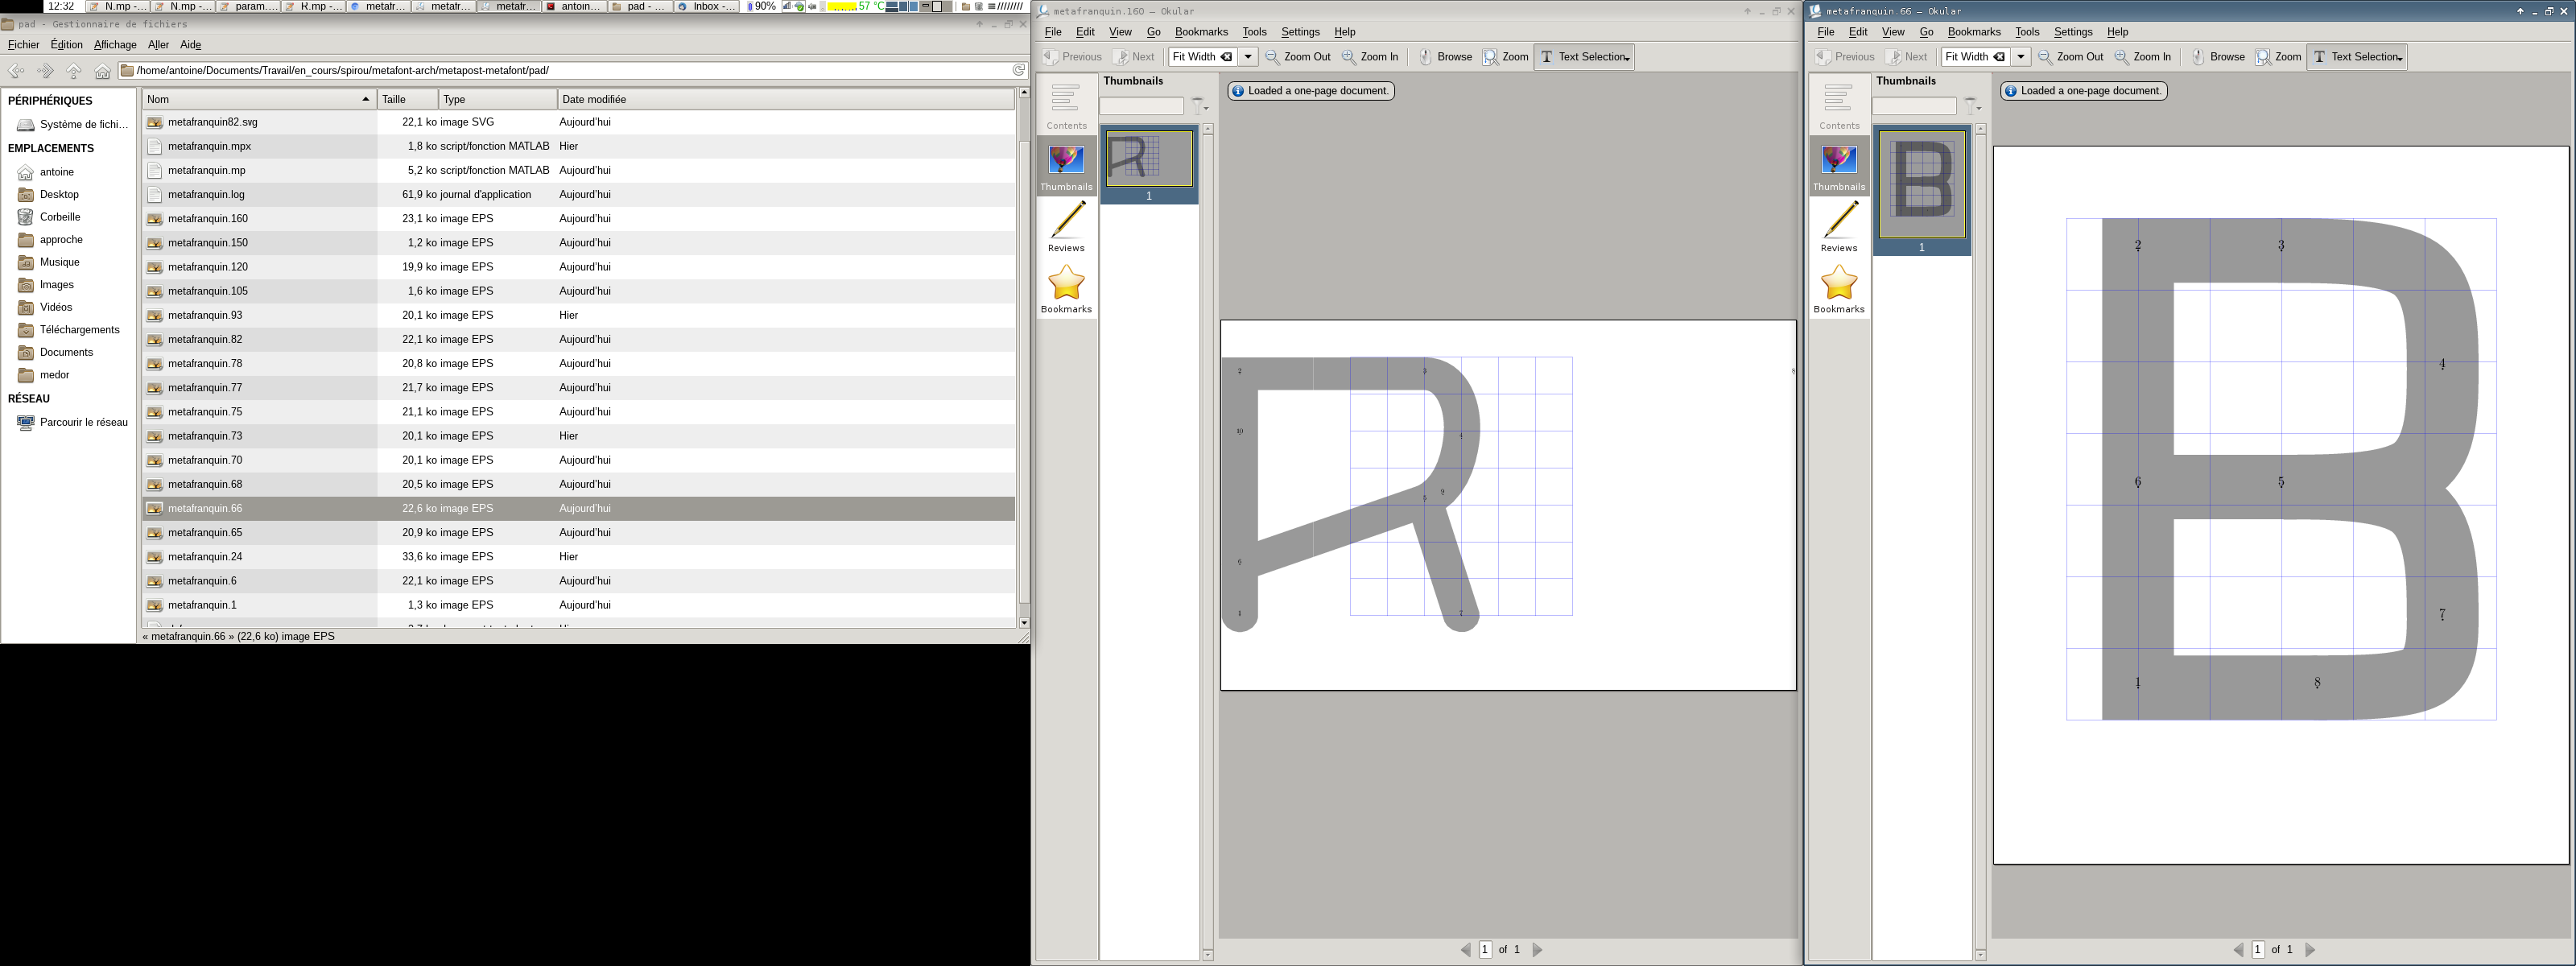 12:32 N.mp -... N.mp -... param.... R.mp -... metafr... metafr... metafr... antoin... pad - ... Inbox -... 90% 57 °C
pad - Gestionnaire de fichiers
Fichier Édition Affichage Aller Aide
/home/antoine/Documents/Travail/en_cours/spirou/metafont-arch/metapost-metafont/pad/
PÉRIPHÉRIQUES
Système de fichi...
EMPLACEMENTS
antoine
Desktop
Corbeille
approche
Musique
Images
Vidéos
Téléchargements
Documents
medor
RÉSEAU
Parcourir le réseau
Nom Taille Type Date modifiée
metafranquin82.svg 22,1 ko image SVG Aujourd'hui
metafranquin.mpx 1,8 ko script/fonction MATLAB Hier
metafranquin.mp 5,2 ko script/fonction MATLAB Aujourd'hui
metafranquin.log 61,9 ko journal d'application Aujourd'hui
metafranquin.160 23,1 ko image EPS Aujourd'hui
metafranquin.150 1,2 ko image EPS Aujourd'hui
metafranquin.120 19,9 ko image EPS Aujourd'hui
metafranquin.105 1,6 ko image EPS Aujourd'hui
metafranquin.93 20,1 ko image EPS Hier
metafranquin.82 22,1 ko image EPS Aujourd'hui
metafranquin.78 20,8 ko image EPS Aujourd'hui
metafranquin.77 21,7 ko image EPS Aujourd'hui
metafranquin.75 21,1 ko image EPS Aujourd'hui
metafranquin.73 20,1 ko image EPS Hier
metafranquin.70 20,1 ko image EPS Aujourd'hui
metafranquin.68 20,5 ko image EPS Aujourd'hui
metafranquin.66 22,6 ko image EPS Aujourd'hui
metafranquin.65 20,9 ko image EPS Aujourd'hui
metafranquin.24 33,6 ko image EPS Hier
metafranquin.6 22,1 ko image EPS Aujourd'hui
metafranquin.1 1,3 ko image EPS Aujourd'hui
« metafranquin.66 » (22,6 ko) image EPS
metafranquin.160 – Okular
File Edit View Go Bookmarks Tools Settings Help
Previous Next Fit Width Zoom Out Zoom In Browse Zoom Text Selection
Contents
Thumbnails
Reviews
Bookmarks
Thumbnails
R
1
Loaded a one-page document.
R
2 3
10 4
5 9
6
1 7
8
1 of 1
metafranquin.66 – Okular
File Edit View Go Bookmarks Tools Settings Help
Previous Next Fit Width Zoom Out Zoom In Browse Zoom Text Selection
Contents
Thumbnails
Reviews
Bookmarks
Thumbnails
B
1
Loaded a one-page document.
B
2 3
4
6 5
7
1 8
1 of 1